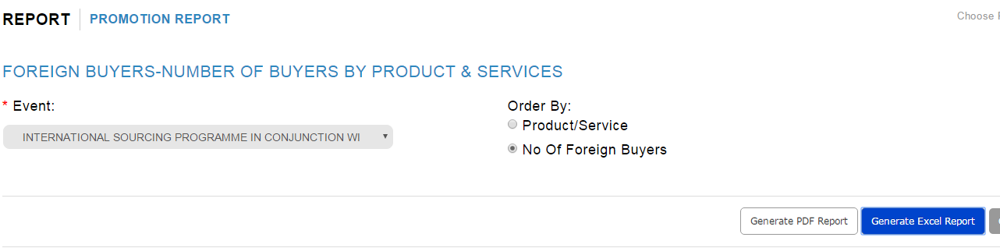 REPORT PROMOTION REPORT
Choose
FOREIGN BUYERS-NUMBER OF BUYERS BY PRODUCT & SERVICES
* Event:
Order By:
INTERNATIONAL SOURCING PROGRAMME IN CONJUNCTION WI
Product/Service
No Of Foreign Buyers
Generate PDF Report
Generate Excel Report